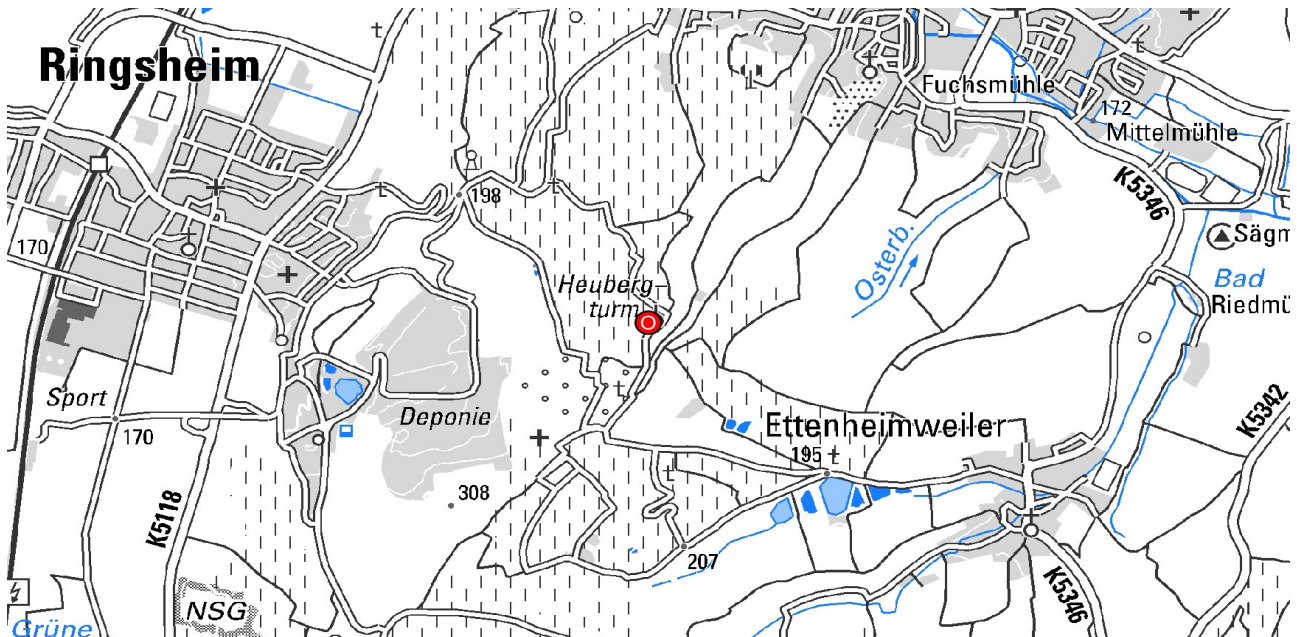 Ringsheim
Fuchsmühle
172
Mittelmühle
K5346
198
170
Osterb.
Sägm
Heuberg-
turm
Bad
Riedmü
Sport
170
Deponie
Ettenheimweiler
195
K5342
308
K5118
207
K5346
NSG
Grüne